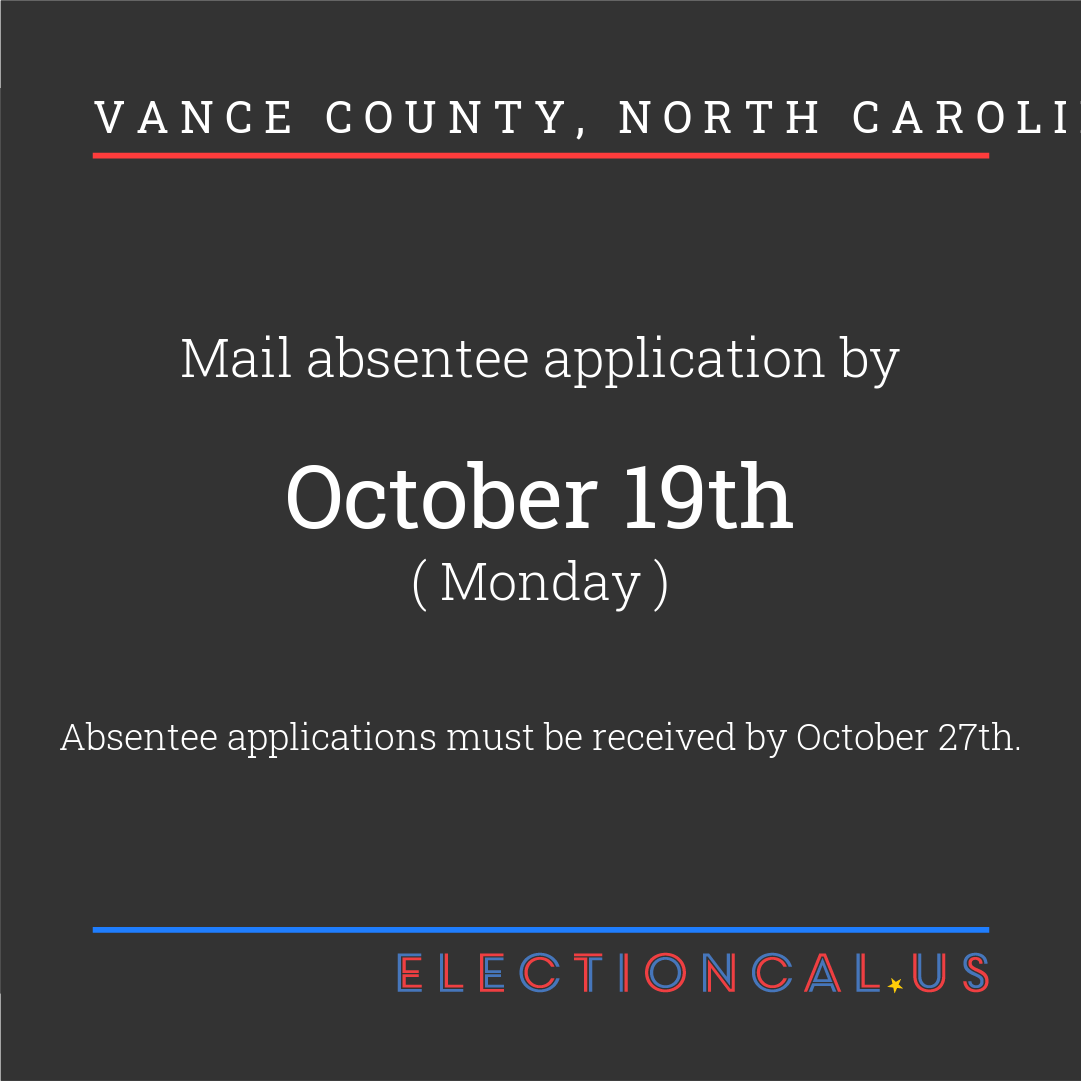 VANCE COUNTY, NORTH CAROLI
Mail absentee application by
October 19th
( Monday )
Absentee applications must be received by October 27th.
ELECTIONCAL.US